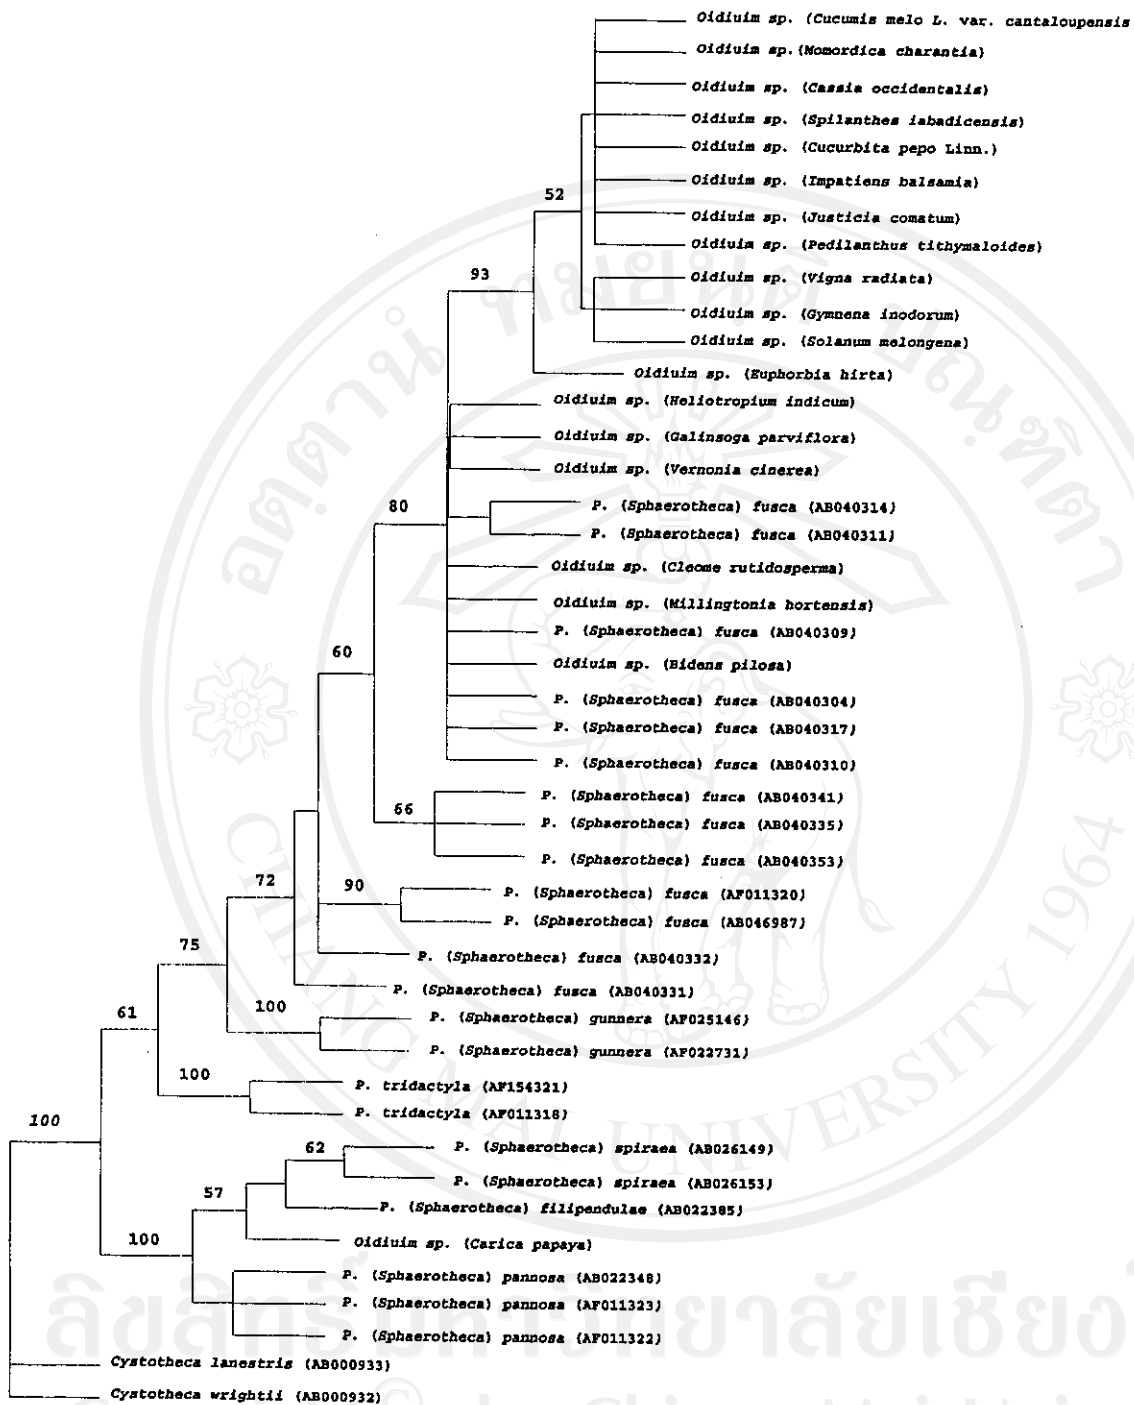 Oidiuim sp. (Cucumis melo L. var. cantaloupensis
Oidiuim sp.(Momordica charantia)
Oidiuim sp. (Cassia occidentalis)
Oidiuim sp. (Spilanthes iabadicensis)
Oidiuim sp. (Cucurbita pepo Linn.)
Oidiuim sp. (Impatiens balsamia)
52
Oidiuim sp. (Justicia comatum)
Oidiuim sp. (Pedilanthus tithymaloides)
93
Oidiuim sp. (Vigna radiata)
Oidiuim sp. (Gymnena inodorum)
Oidiuim sp. (Solanum melongena)
Oidiuim sp. (Euphorbia hirta)
Oidiuim sp. (Heliotropium indicum)
Oidiuim sp. (Galinsoga parviflora)
Oidiuim sp. (Vernonia cinerea)
80
P. (Sphaerotheca) fusca (AB040314)
P. (Sphaerotheca) fusca (AB040311)
Oidiuim sp. (Cleome rutidosperma)
Oidiuim sp. (Millingtonia hortensis)
P. (Sphaerotheca) fusca (AB040309)
60
Oidiuim sp. (Bidens pilosa)
P. (Sphaerotheca) fusca (AB040304)
P. (Sphaerotheca) fusca (AB040317)
P. (Sphaerotheca) fusca (AB040310)
P. (Sphaerotheca) fusca (AB040341)
66
P. (Sphaerotheca) fusca (AB040335)
P. (Sphaerotheca) fusca (AB040353)
72
90
P. (Sphaerotheca) fusca (AF011320)
P. (Sphaerotheca) fusca (AB046987)
75
P. (Sphaerotheca) fusca (AB040332)
P. (Sphaerotheca) fusca (AB040331)
61
100
P. (Sphaerotheca) gunnera (AF025146)
P. (Sphaerotheca) gunnera (AF022731)
100
P. tridactyla (AF154321)
P. tridactyla (AF011318)
100
62
P. (Sphaerotheca) spiraea (AB026149)
P. (Sphaerotheca) spiraea (AB026153)
57
P. (Sphaerotheca) filipendulae (AB022385)
100
Oidiuim sp. (Carica papaya)
P. (Sphaerotheca) pannosa (AB022348)
P. (Sphaerotheca) pannosa (AF011323)
P. (Sphaerotheca) pannosa (AF011322)
Cystotheca lanestris (AB000933)
Cystotheca wrightii (AB000932)
CHIANG MAI UNIVERSITY 1964